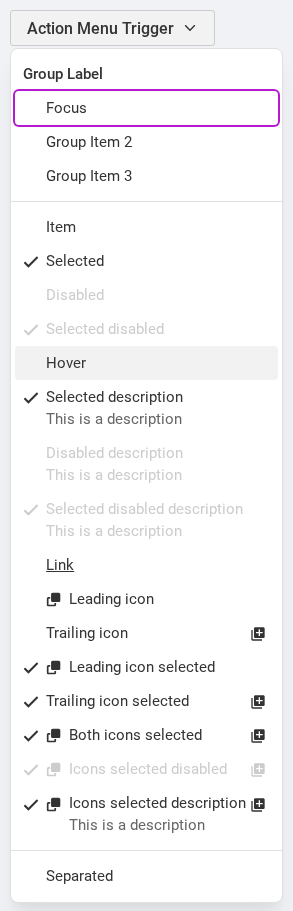 Action Menu Trigger
Group Label
Focus
Group Item 2
Group Item 3
Item
Selected
Disabled
Selected disabled
Hover
Selected description
This is a description
Disabled description
This is a description
Selected disabled description
This is a description
Link
Leading icon
Trailing icon
Leading icon selected
Trailing icon selected
Both icons selected
Icons selected disabled
Icons selected description
This is a description
Separated